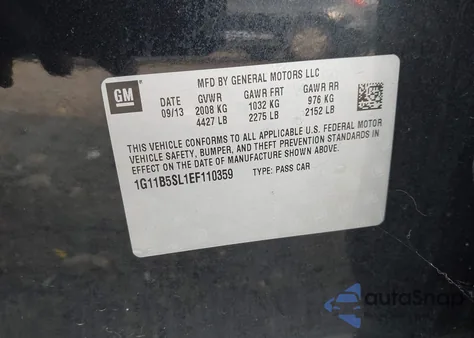 GM
MFD BY GENERAL MOTORS LLC
DATE GVWR GAWR FRT GAWR RR
09/13 2008 KG 1032 KG 976 KG
4427 LB 2275 LB 2152 LB
THIS VEHICLE CONFORMS TO ALL APPLICABLE U.S. FEDERAL MOTOR
VEHICLE SAFETY, BUMPER, AND THEFT PREVENTION STANDARDS IN
EFFECT ON THE DATE OF MANUFACTURE SHOWN ABOVE.
1G11B5SL1EF110359 TYPE: PASS CAR
autoSnap